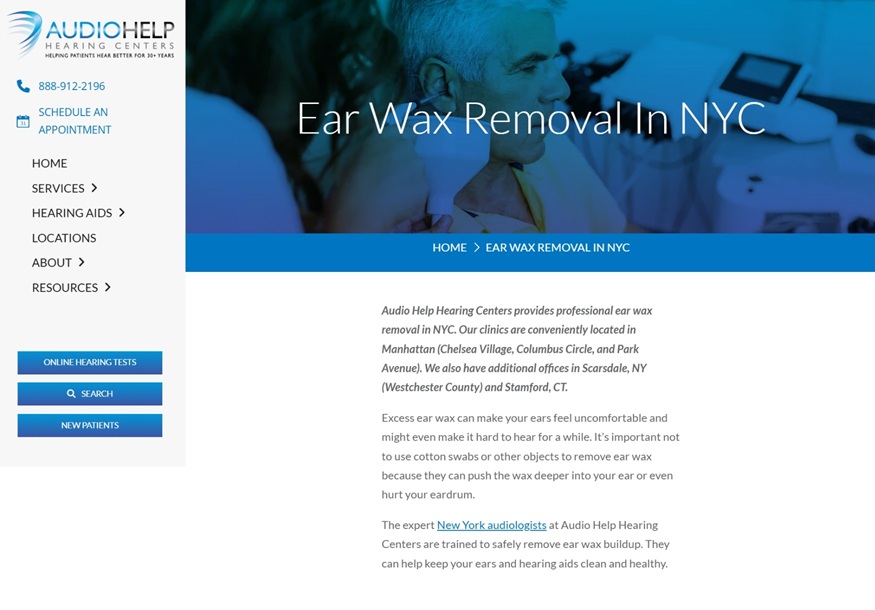 AUDIOHELP
HEARING CENTERS
HELPING PATIENTS HEAR BETTER FOR 30+ YEARS
888-912-2196
SCHEDULE AN
APPOINTMENT
HOME
SERVICES
HEARING AIDS
LOCATIONS
ABOUT
RESOURCES
ONLINE HEARING TESTS
SEARCH
NEW PATIENTS
Ear Wax Removal In NYC
HOME > EAR WAX REMOVAL IN NYC
Audio Help Hearing Centers provides professional ear wax
removal in NYC. Our clinics are conveniently located in
Manhattan (Chelsea Village, Columbus Circle, and Park
Avenue). We also have additional offices in Scarsdale, NY
(Westchester County) and Stamford, CT.
Excess ear wax can make your ears feel uncomfortable and
might even make it hard to hear for a while. It's important not
to use cotton swabs or other objects to remove ear wax
because they can push the wax deeper into your ear or even
hurt your eardrum.
The expert New York audiologists at Audio Help Hearing
Centers are trained to safely remove ear wax buildup. They
can help keep your ears and hearing aids clean and healthy.